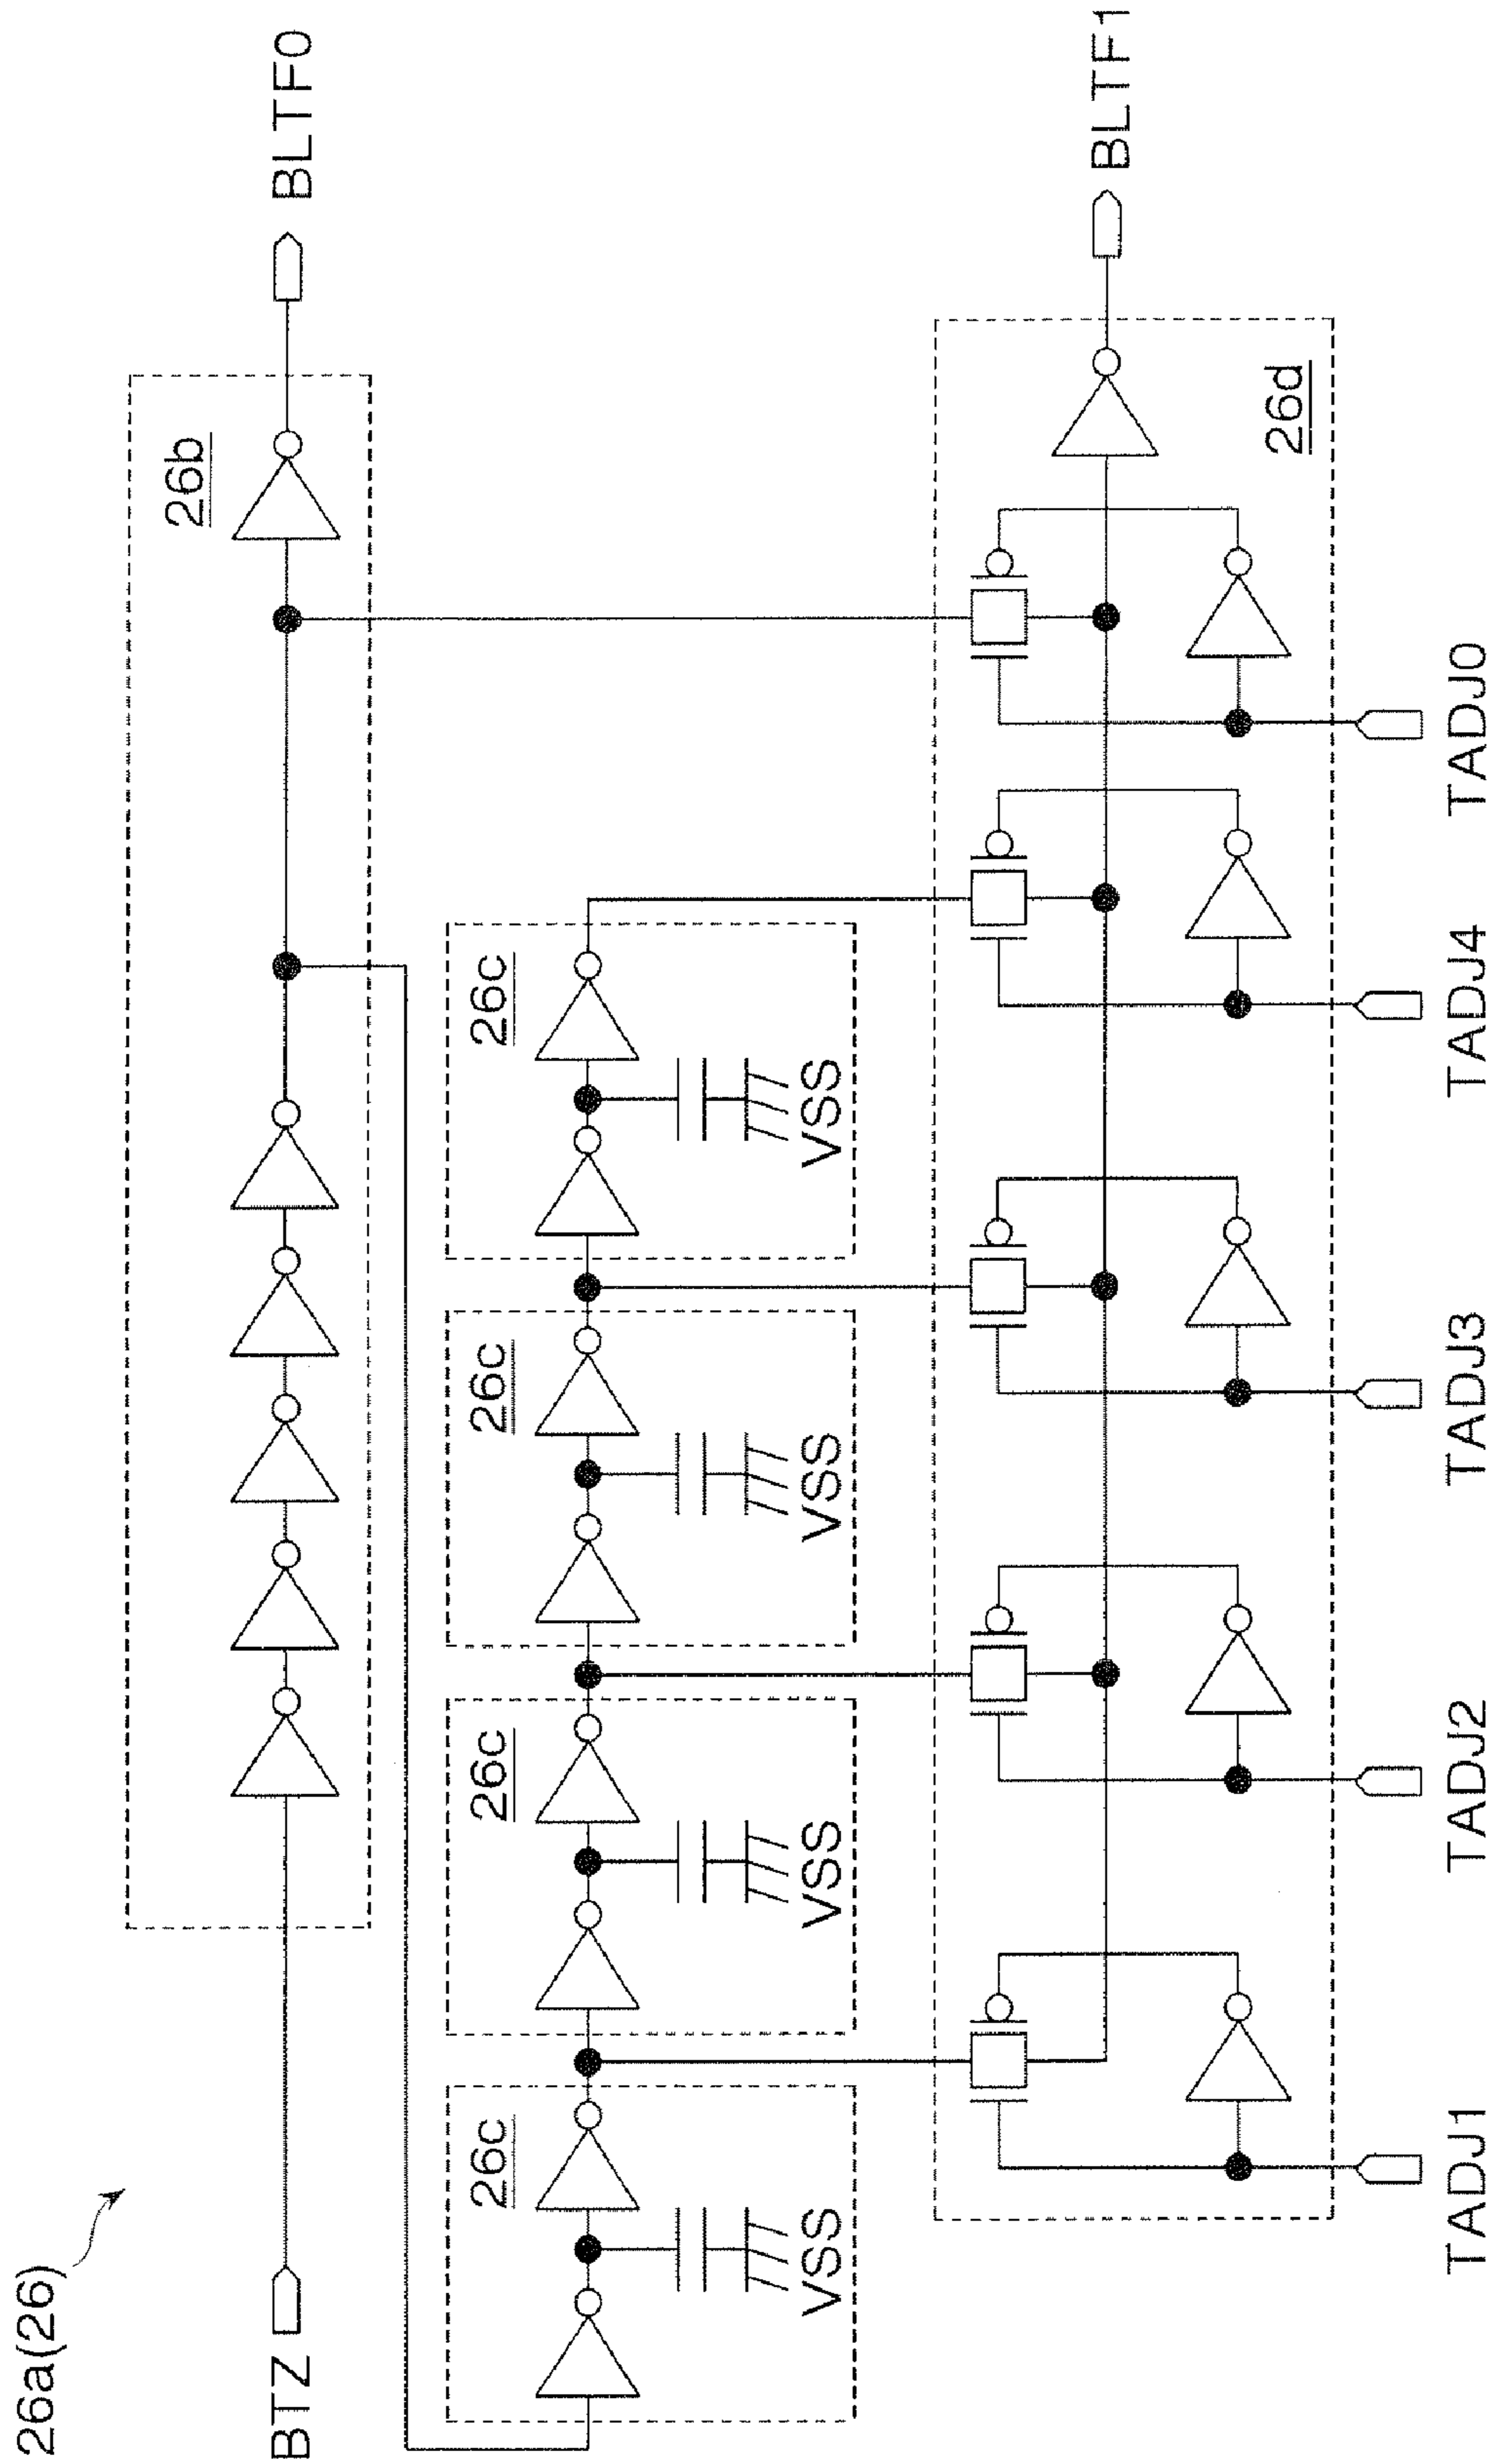 26a(26)
BTZ
26b
BLTF0
26c
VSS
26c
VSS
26c
VSS
26c
VSS
26d
BLTF1
TADJ1
TADJ2
TADJ3
TADJ4
TADJ0